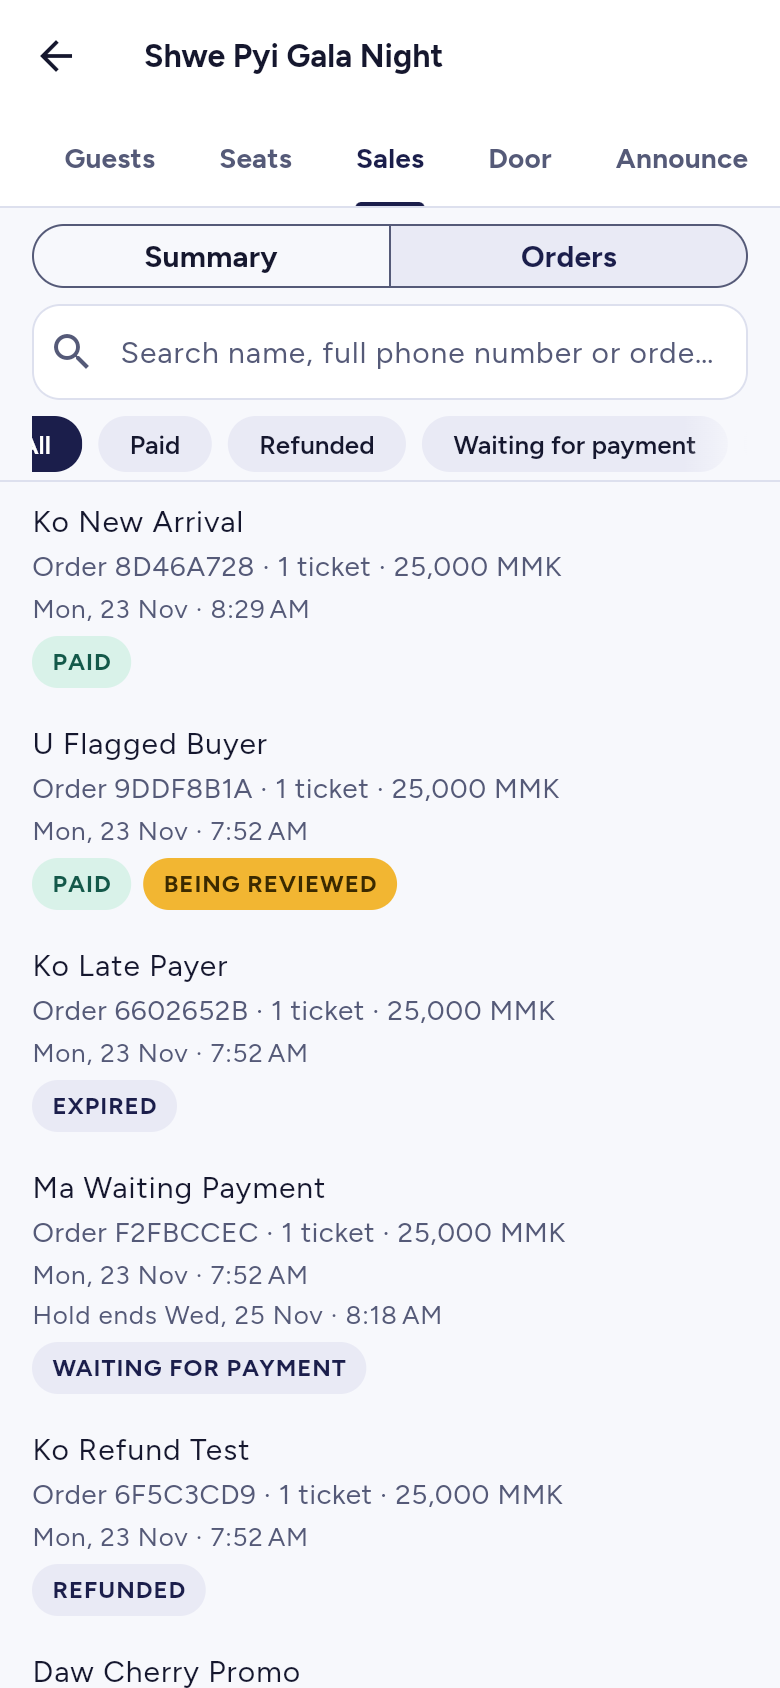 Shwe Pyi Gala Night
Guests Seats Sales Door Announce
Summary Orders
Search name, full phone number or orde...
All Paid Refunded Waiting for payment
Ko New Arrival
Order 8D46A728 · 1 ticket · 25,000 MMK
Mon, 23 Nov · 8:29 AM
PAID
U Flagged Buyer
Order 9DDF8B1A · 1 ticket · 25,000 MMK
Mon, 23 Nov · 7:52 AM
PAID BEING REVIEWED
Ko Late Payer
Order 6602652B · 1 ticket · 25,000 MMK
Mon, 23 Nov · 7:52 AM
EXPIRED
Ma Waiting Payment
Order F2FBCCEC · 1 ticket · 25,000 MMK
Mon, 23 Nov · 7:52 AM
Hold ends Wed, 25 Nov · 8:18 AM
WAITING FOR PAYMENT
Ko Refund Test
Order 6F5C3CD9 · 1 ticket · 25,000 MMK
Mon, 23 Nov · 7:52 AM
REFUNDED
Daw Cherry Promo